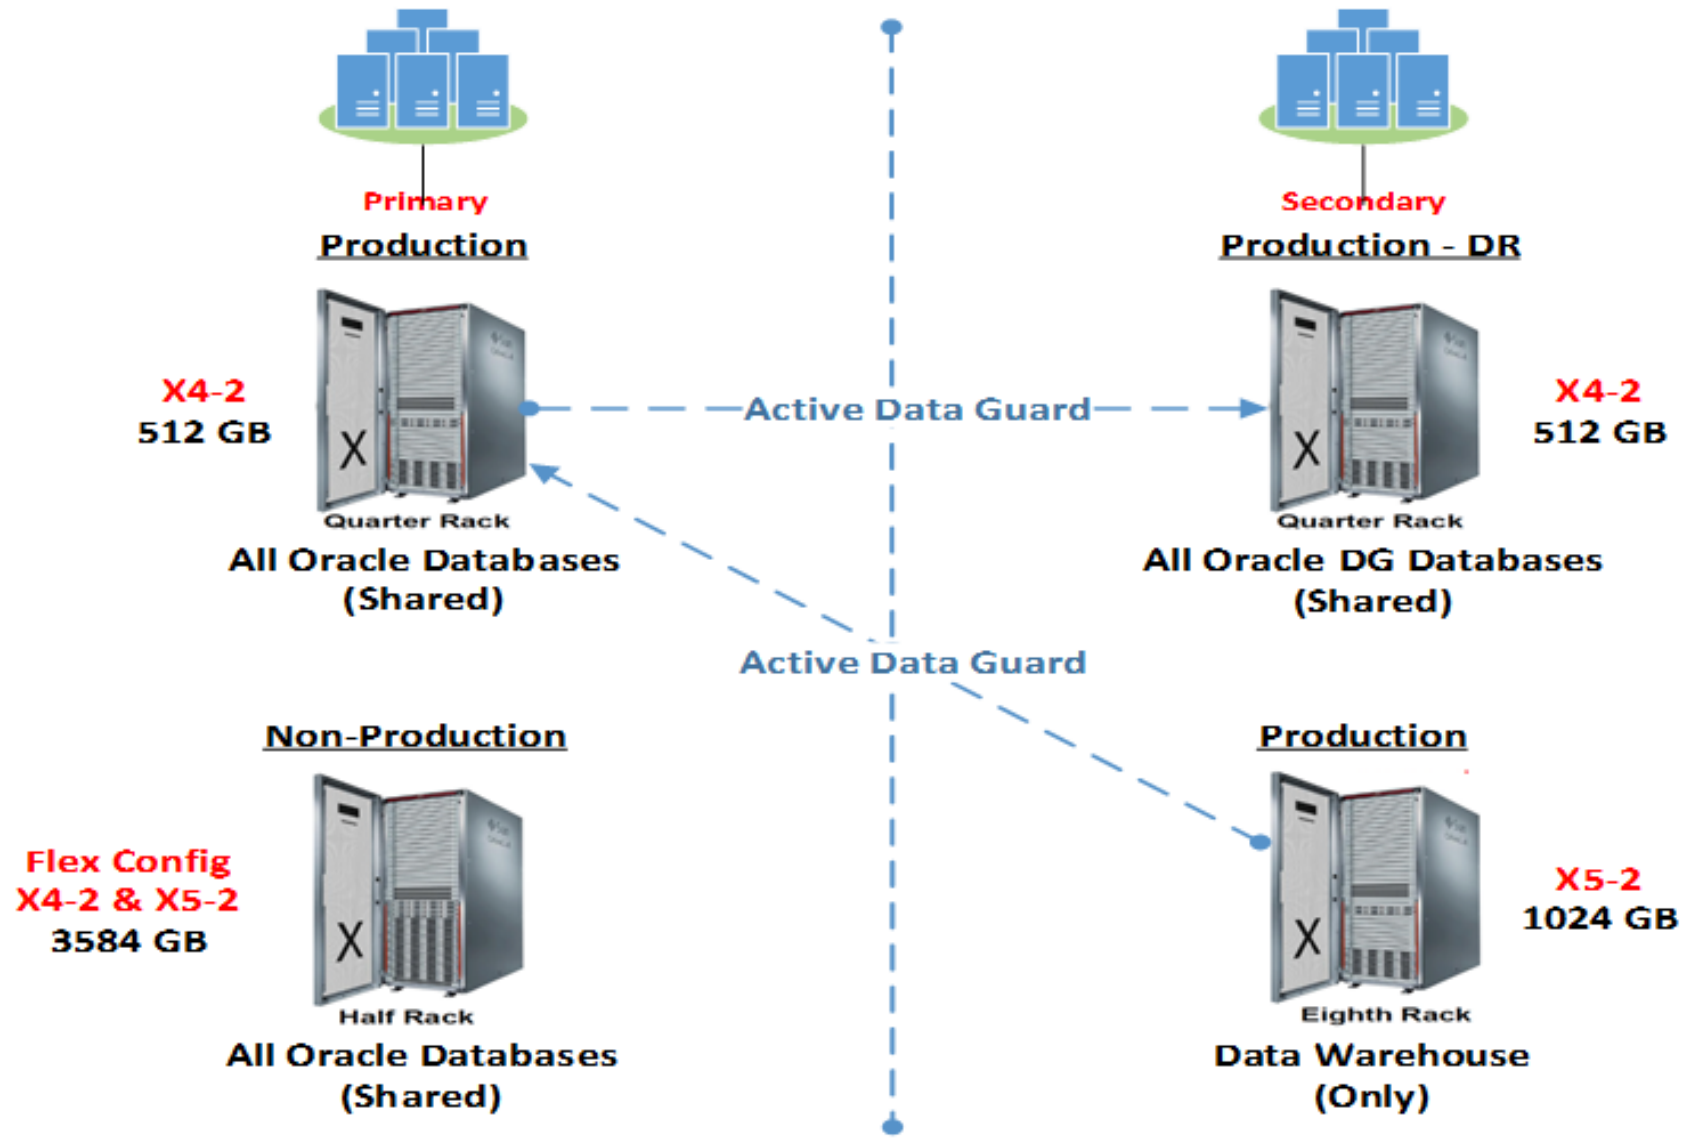 Primary
Production
X4-2
512 GB
X
Quarter Rack
All Oracle Databases
(Shared)
Secondary
Production - DR
X4-2
512 GB
X
Quarter Rack
All Oracle DG Databases
(Shared)
Active Data Guard
Active Data Guard
Non-Production
Flex Config
X4-2 & X5-2
3584 GB
X
Half Rack
All Oracle Databases
(Shared)
Production
X5-2
1024 GB
X
Eighth Rack
Data Warehouse
(Only)